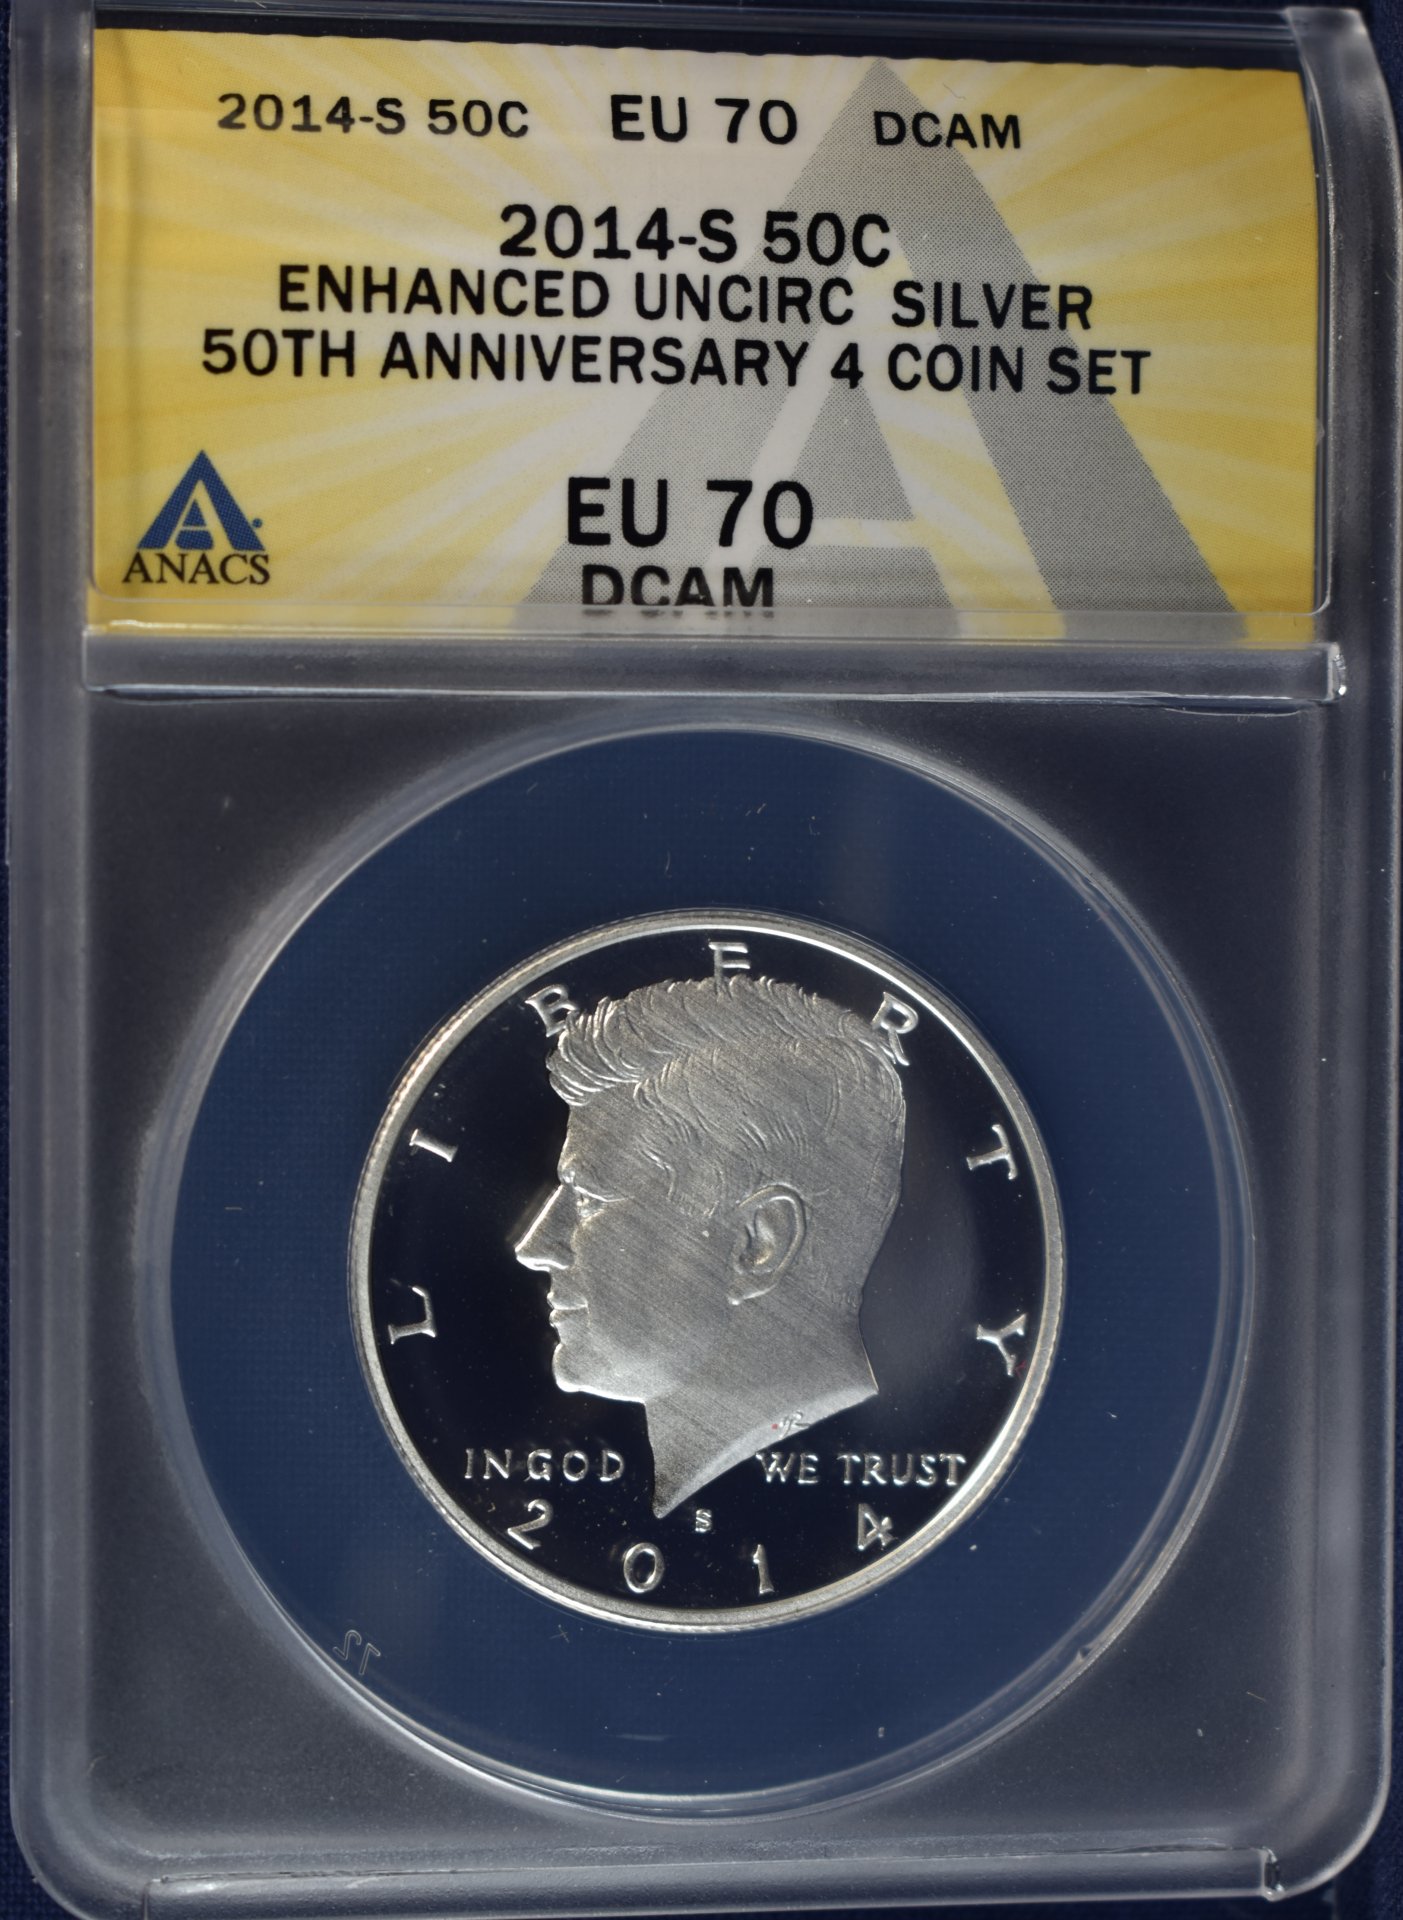 2014-S 50C EU 70 DCAM
2014-S 50C
ENHANCED UNCIRC SILVER
50TH ANNIVERSARY 4 COIN SET
EU 70
DCAM
ANACS
LIBERTY
IN GOD WE TRUST
S
2014